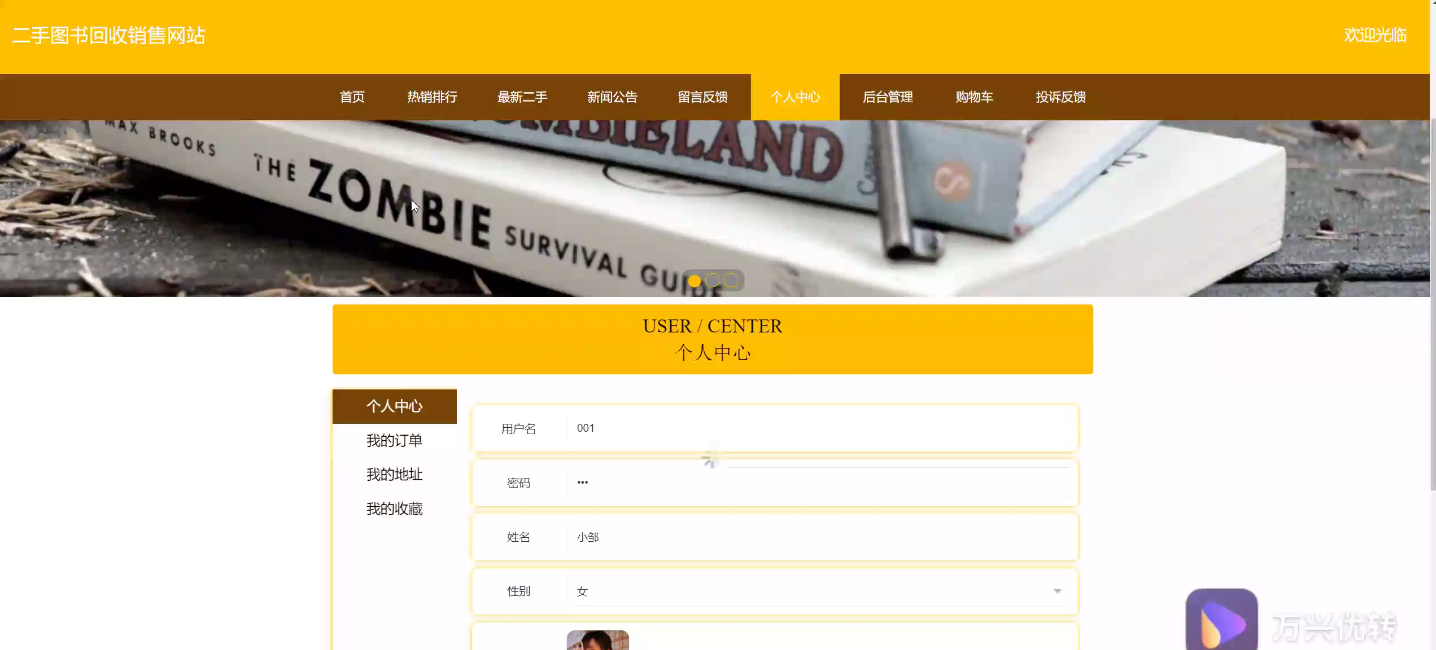 二手图书回收销售网站
欢迎光临
首页 热销排行 最新二手 新闻公告 留言反馈 个人中心 后台管理 购物车 投诉反馈
MAX BROOKS
THE ZOMBIE SURVIVAL GUIDE
ZOMBIELAND
USER / CENTER
个人中心
个人中心
我的订单
我的地址
我的收藏
用户名 001
密码 •••
姓名 小邹
性别 女
万兴优转